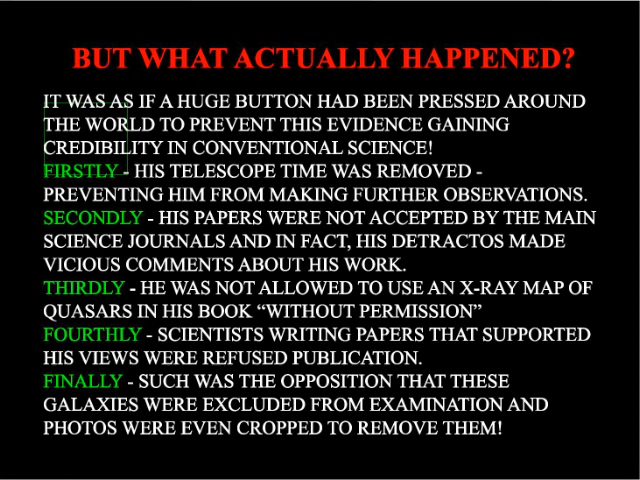 BUT WHAT ACTUALLY HAPPENED?
IT WAS AS IF A HUGE BUTTON HAD BEEN PRESSED AROUND
THE WORLD TO PREVENT THIS EVIDENCE GAINING
CREDIBILITY IN CONVENTIONAL SCIENCE!
FIRSTLY - HIS TELESCOPE TIME WAS REMOVED -
PREVENTING HIM FROM MAKING FURTHER OBSERVATIONS.
SECONDLY - HIS PAPERS WERE NOT ACCEPTED BY THE MAIN
SCIENCE JOURNALS AND IN FACT, HIS DETRACTOS MADE
VICIOUS COMMENTS ABOUT HIS WORK.
THIRDLY - HE WAS NOT ALLOWED TO USE AN X-RAY MAP OF
QUASARS IN HIS BOOK “WITHOUT PERMISSION”
FOURTHLY - SCIENTISTS WRITING PAPERS THAT SUPPORTED
HIS VIEWS WERE REFUSED PUBLICATION.
FINALLY - SUCH WAS THE OPPOSITION THAT THESE
GALAXIES WERE EXCLUDED FROM EXAMINATION AND
PHOTOS WERE EVEN CROPPED TO REMOVE THEM!